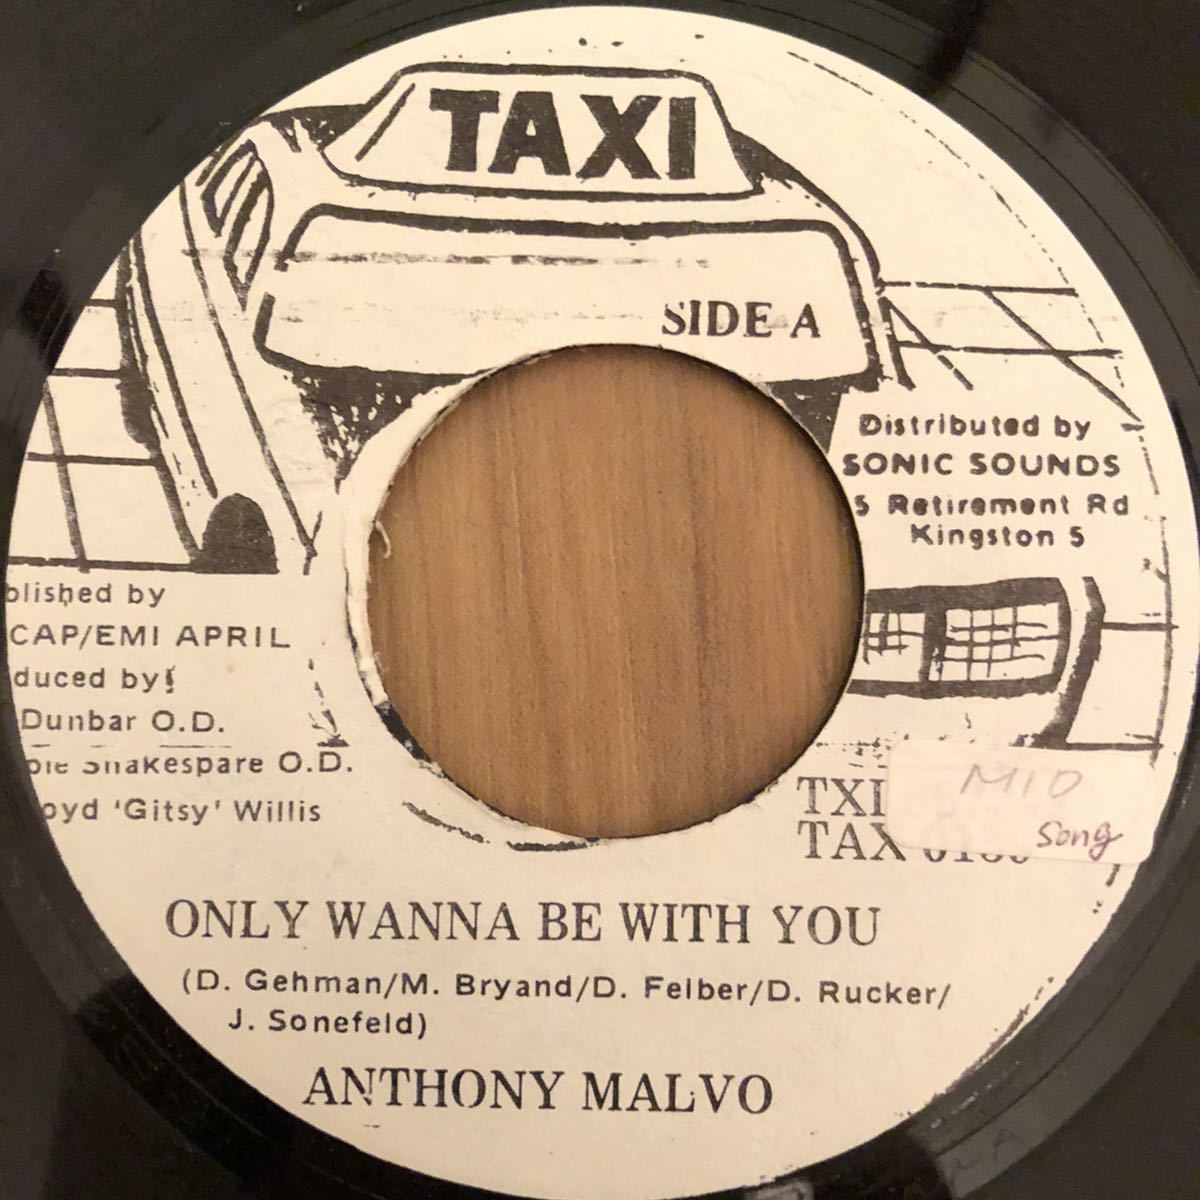 TAXI
SIDE A
Distributed by
SONIC SOUNDS
5 Retirement Rd
Kingston 5
blished by
CAP/EMI APRIL
duced by:
Dunbar O.D.
Shakespare O.D.
oyd 'Gitsy' Willis
MID
Song
TXI
TAX
ONLY WANNA BE WITH YOU
(D. Gehman/M. Bryand/D. Felber/D. Rucker/
J. Sonefeld)
ANTHONY MALVO